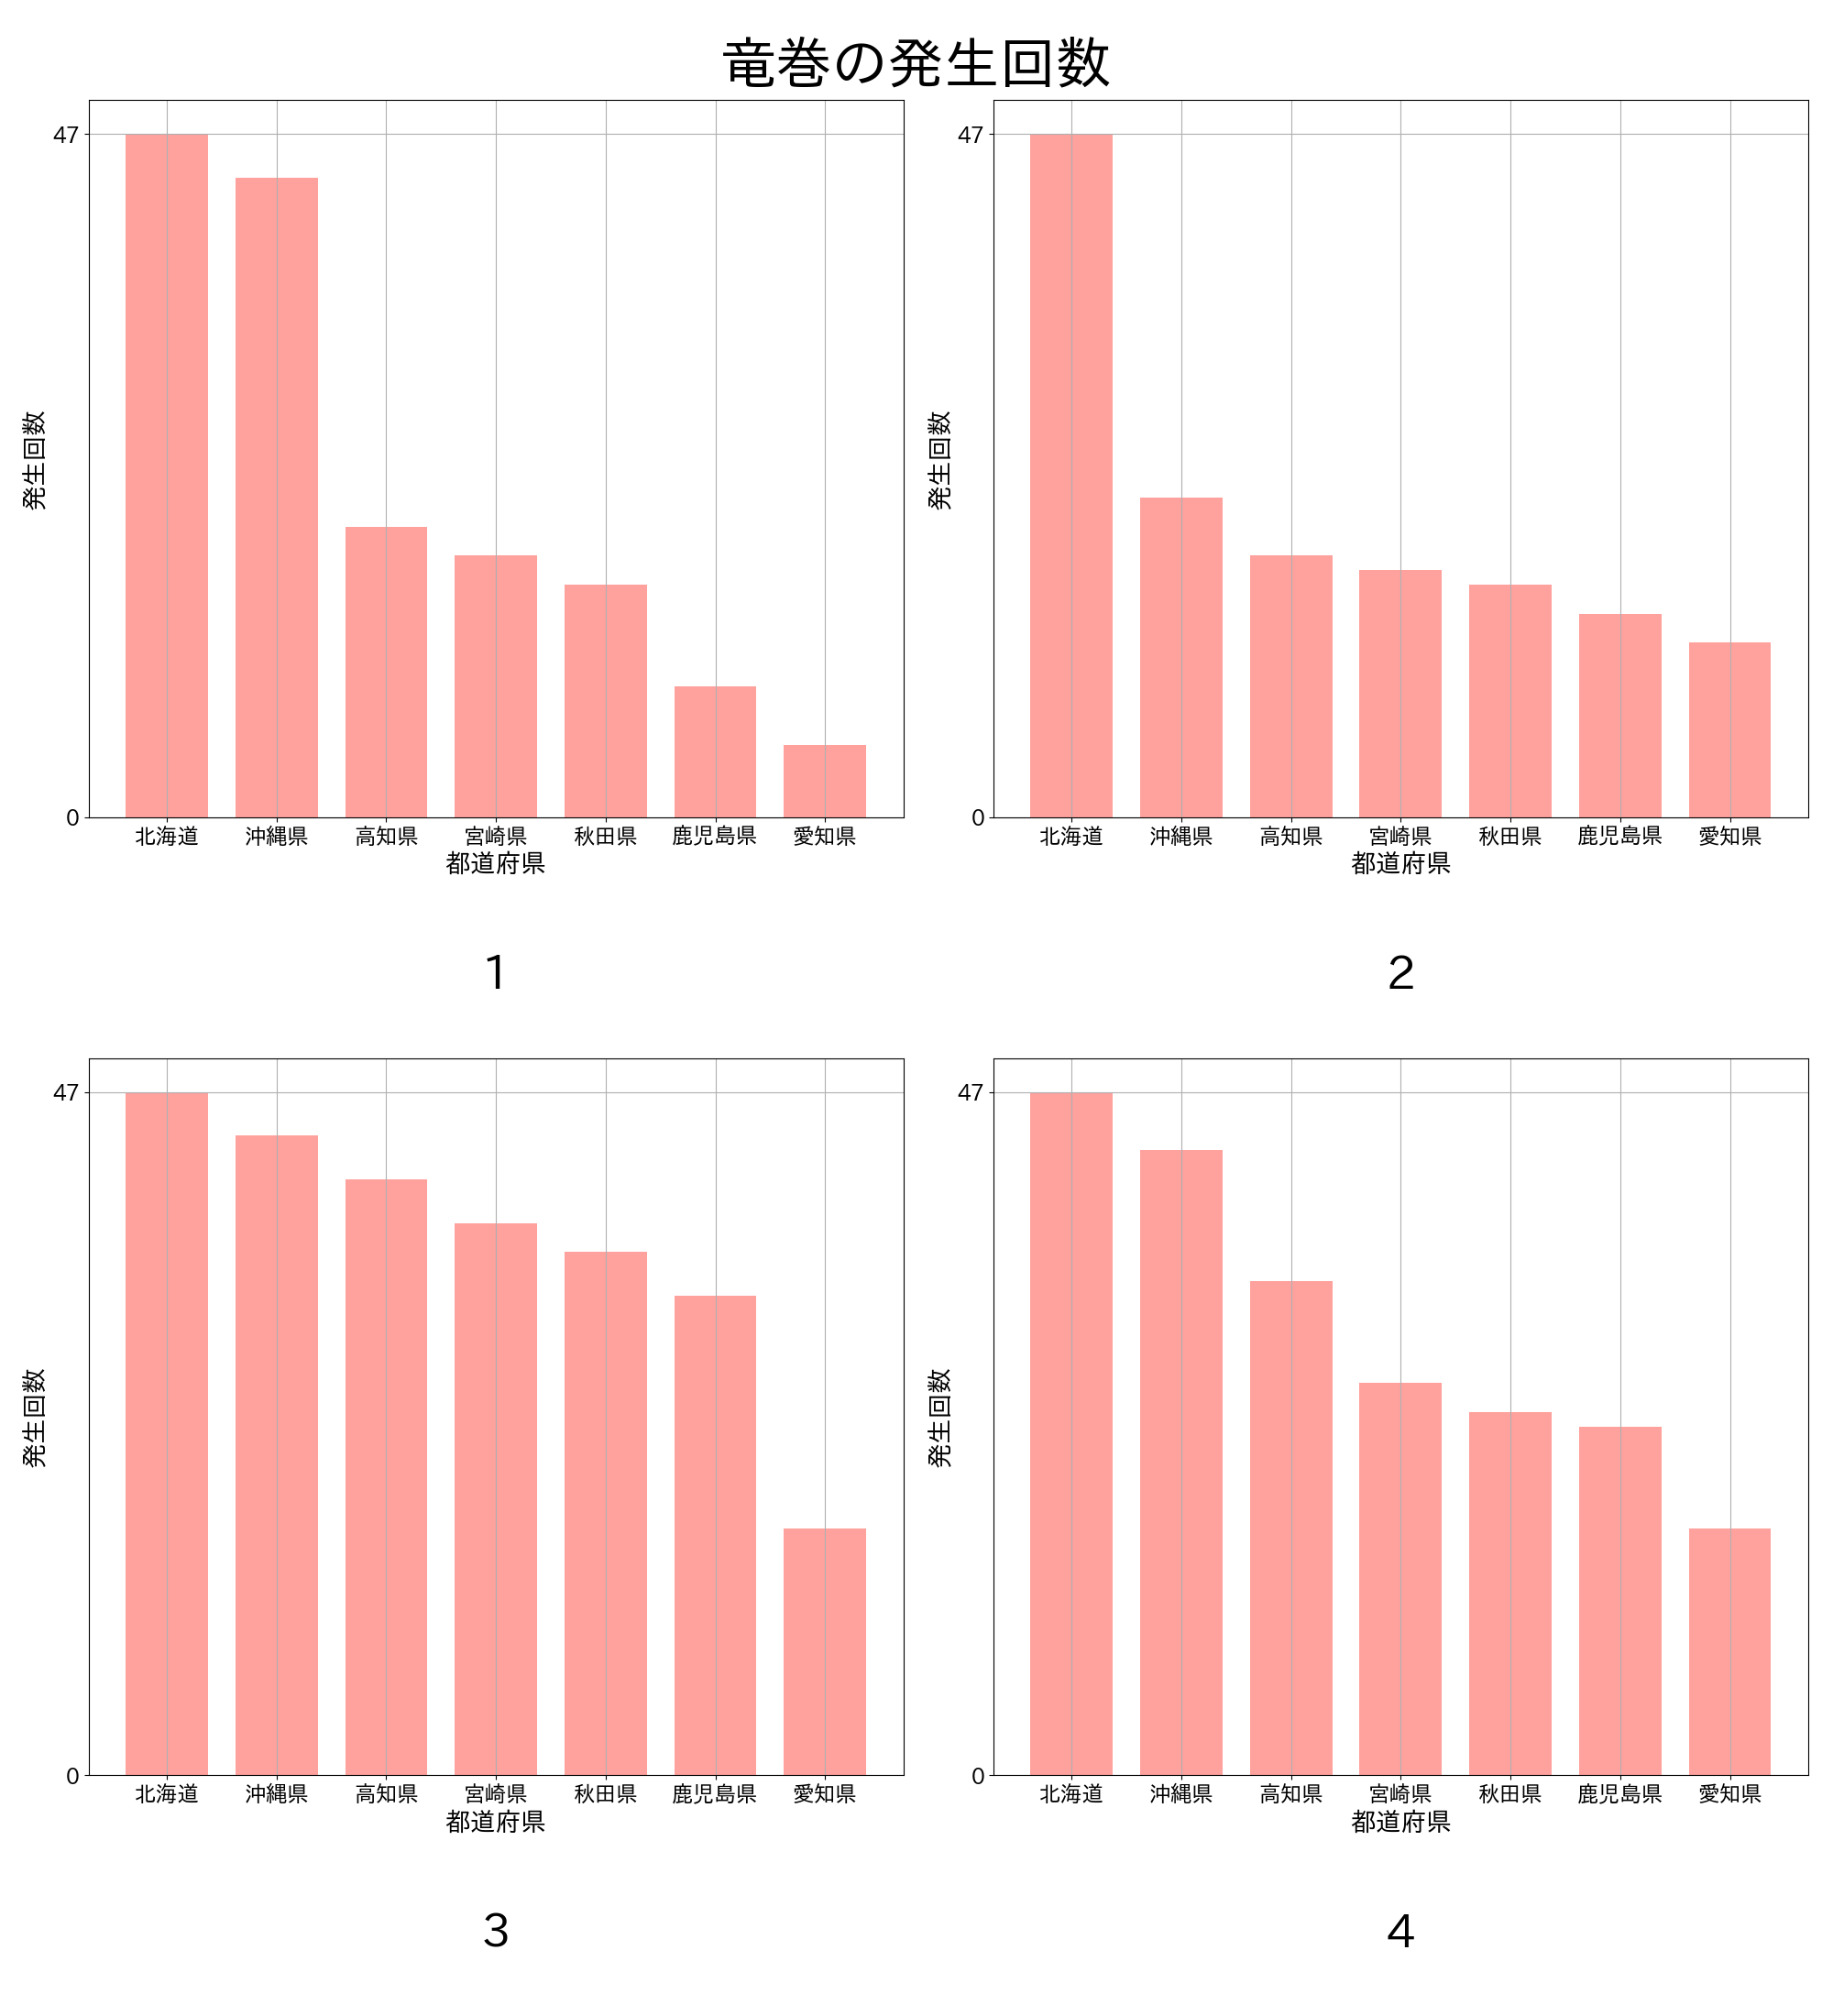 竜巻の発生回数
47
発生回数
0
北海道 沖縄県 高知県 宮崎県 秋田県 鹿児島県 愛知県
都道府県
1
47
発生回数
0
北海道 沖縄県 高知県 宮崎県 秋田県 鹿児島県 愛知県
都道府県
2
47
発生回数
0
北海道 沖縄県 高知県 宮崎県 秋田県 鹿児島県 愛知県
都道府県
3
47
発生回数
0
北海道 沖縄県 高知県 宮崎県 秋田県 鹿児島県 愛知県
都道府県
4